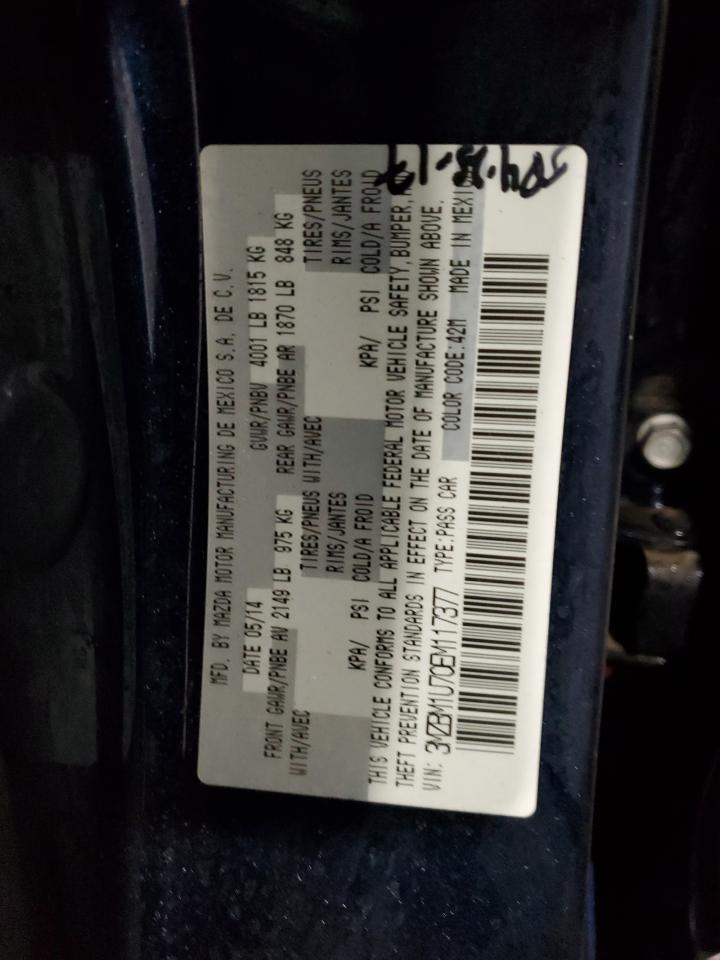 MFD. BY MAZDA MOTOR MANUFACTURING DE MEXICO S.A. DE C.V.
DATE 05/14 GVWR/PNBV 4001 LB 1815 KG
FRONT GAWR/PNBE AV 2149 LB 975 KG REAR GAWR/PNBE AR 1870 LB 848 KG
WITH/AVEC TIRES/PNEUS WITH/AVEC TIRES/PNEUS
RIMS/JANTES RIMS/JANTES
KPA/ PSI COLD/A FROID KPA/ PSI COLD/A FROID
THIS VEHICLE CONFORMS TO ALL APPLICABLE FEDERAL MOTOR VEHICLE SAFETY, BUMPER,
THEFT PREVENTION STANDARDS IN EFFECT ON THE DATE OF MANUFACTURE SHOWN ABOVE.
VIN: 3MZBM1U70EM117377 TYPE:PASS CAR COLOR CODE:42M MADE IN MEXICO